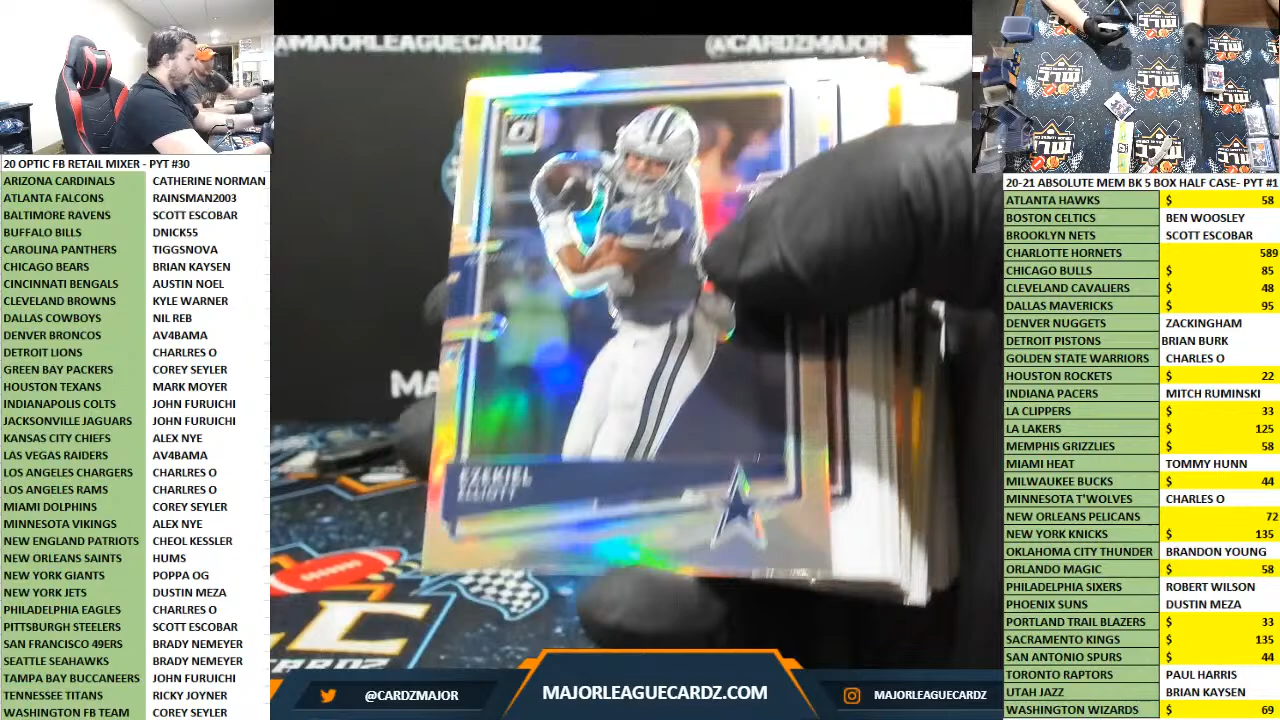 @MAJORLEAGUECARDZ
@CARDZMAJOR
20 OPTIC FB RETAIL MIXER - PYT #30
ARIZONA CARDINALS CATHERINE NORMAN
ATLANTA FALCONS RAINSMAN2003
BALTIMORE RAVENS SCOTT ESCOBAR
BUFFALO BILLS DNICK55
CAROLINA PANTHERS TIGGSNOVA
CHICAGO BEARS BRIAN KAYSEN
CINCINNATI BENGALS AUSTIN NOEL
CLEVELAND BROWNS KYLE WARNER
DALLAS COWBOYS NIL REB
DENVER BRONCOS AV4BAMA
DETROIT LIONS CHARLRES O
GREEN BAY PACKERS COREY SEYLER
HOUSTON TEXANS MARK MOYER
INDIANAPOLIS COLTS JOHN FURUICHI
JACKSONVILLE JAGUARS JOHN FURUICHI
KANSAS CITY CHIEFS ALEX NYE
LAS VEGAS RAIDERS AV4BAMA
LOS ANGELES CHARGERS CHARLRES O
LOS ANGELES RAMS CHARLRES O
MIAMI DOLPHINS COREY SEYLER
MINNESOTA VIKINGS ALEX NYE
NEW ENGLAND PATRIOTS CHEOL KESSLER
NEW ORLEANS SAINTS HUMS
NEW YORK GIANTS POPPA OG
NEW YORK JETS DUSTIN MEZA
PHILADELPHIA EAGLES CHARLRES O
PITTSBURGH STEELERS SCOTT ESCOBAR
SAN FRANCISCO 49ERS BRADY NEMEYER
SEATTLE SEAHAWKS BRADY NEMEYER
TAMPA BAY BUCCANEERS JOHN FURUICHI
TENNESSEE TITANS RICKY JOYNER
WASHINGTON FB TEAM COREY SEYLER
21
MA
EZEKIEL
ELLIOTT
@CARDZMAJOR
MAJORLEAGUECARDZ.COM
MAJORLEAGUECARDZ
20-21 ABSOLUTE MEM BK 5 BOX HALF CASE- PYT #1
ATLANTA HAWKS $ 58
BOSTON CELTICS BEN WOOSLEY
BROOKLYN NETS SCOTT ESCOBAR
CHARLOTTE HORNETS 589
CHICAGO BULLS $ 85
CLEVELAND CAVALIERS $ 48
DALLAS MAVERICKS $ 95
DENVER NUGGETS ZACKINGHAM
DETROIT PISTONS BRIAN BURK
GOLDEN STATE WARRIORS CHARLES O
HOUSTON ROCKETS $ 22
INDIANA PACERS MITCH RUMINSKI
LA CLIPPERS $ 33
LA LAKERS $ 125
MEMPHIS GRIZZLIES $ 58
MIAMI HEAT TOMMY HUNN
MILWAUKEE BUCKS $ 44
MINNESOTA T'WOLVES CHARLES O
NEW ORLEANS PELICANS 72
NEW YORK KNICKS $ 135
OKLAHOMA CITY THUNDER BRANDON YOUNG
ORLANDO MAGIC $ 58
PHILADELPHIA SIXERS ROBERT WILSON
PHOENIX SUNS DUSTIN MEZA
PORTLAND TRAIL BLAZERS $ 33
SACRAMENTO KINGS $ 135
SAN ANTONIO SPURS $ 44
TORONTO RAPTORS PAUL HARRIS
UTAH JAZZ BRIAN KAYSEN
WASHINGTON WIZARDS $ 69